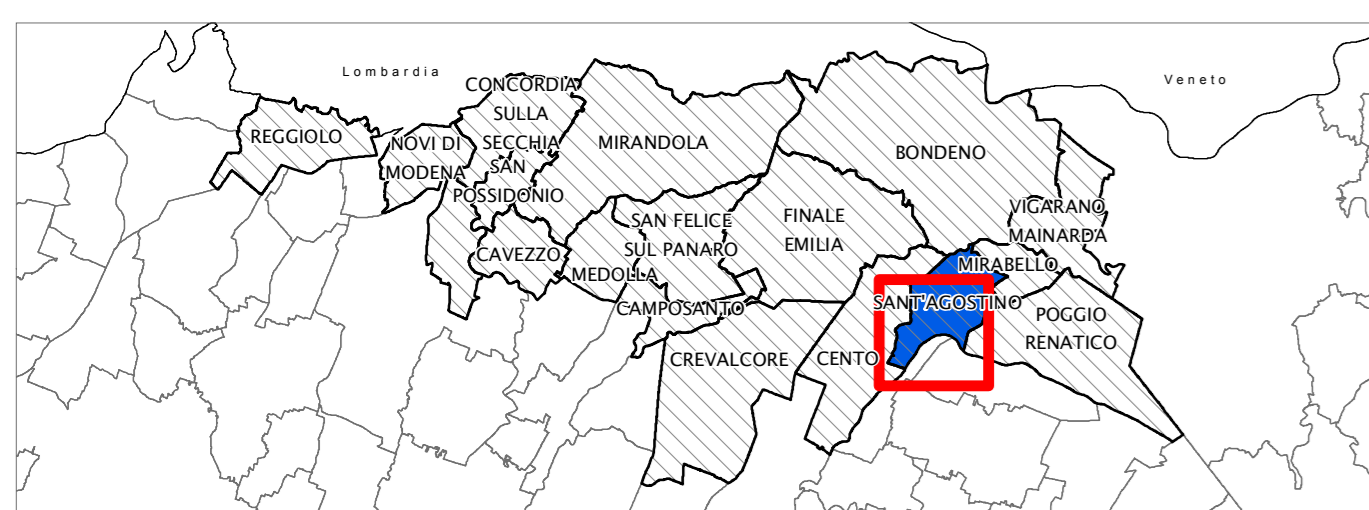 Lombardia
Veneto
CONCORDIA
SULLA
SECCHIA
REGGIOLO
NOVI DI
MODENA
SAN
POSSIDONIO
MIRANDOLA
BONDENO
CAVEZZO
MEDOLLA
SAN FELICE
SUL PANARO
FINALE
EMILIA
VIGARANO
MAINARDA
MIRABELLO
CAMPOSANTO
SANT'AGOSTINO
POGGIO
RENATICO
CREVALCORE
CENTO